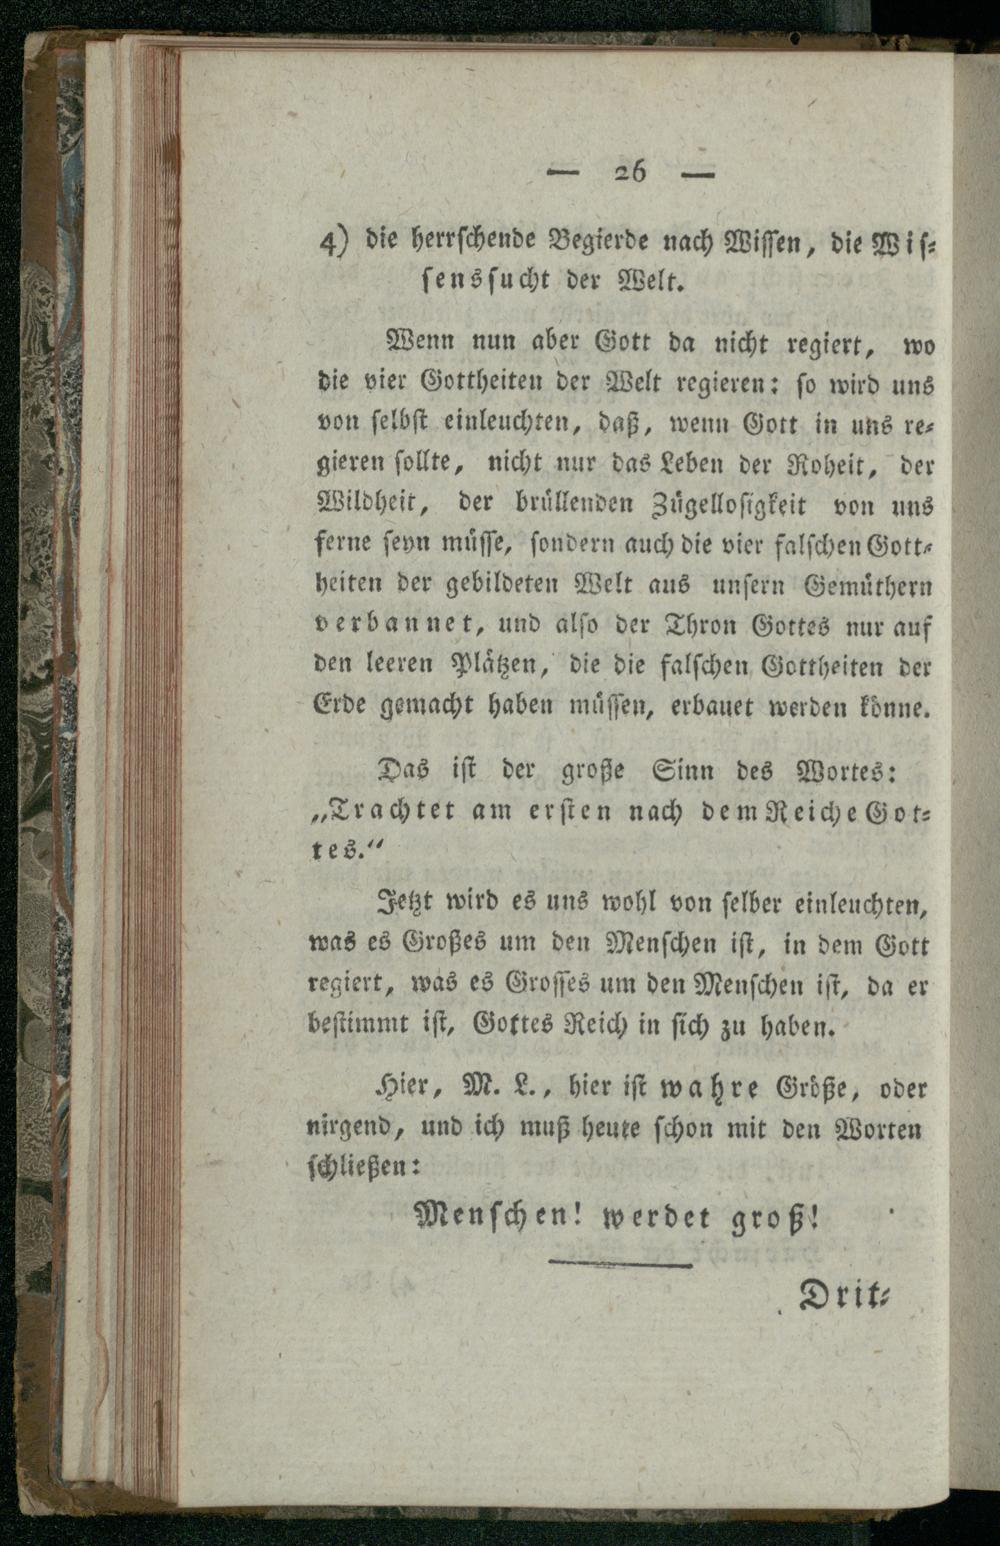 — 26 —
4) die herrschende Begierde nach Wissen, die Wis-
senssucht der Welt.
Wenn nun aber Gott da nicht regiert, wo
die vier Gottheiten der Welt regieren: so wird uns
von selbst einleuchten, daß, wenn Gott in uns re-
gieren sollte, nicht nur das Leben der Roheit, der
Wildheit, der brüllenden Zügellosigkeit von uns
ferne seyn müsse, sondern auch die vier falschen Gott-
heiten der gebildeten Welt aus unsern Gemüthern
verbannet, und also der Thron Gottes nur auf
den leeren Plätzen, die die falschen Gottheiten der
Erde gemacht haben müssen, erbauet werden könne.
Das ist der große Sinn des Wortes:
„Trachtet am ersten nach dem Reiche Got-
tes.“
Jetzt wird es uns wohl von selber einleuchten,
was es Großes um den Menschen ist, in dem Gott
regiert, was es Grosses um den Menschen ist, da er
bestimmt ist, Gottes Reich in sich zu haben.
Hier, M. L., hier ist wahre Größe, oder
nirgend, und ich muß heute schon mit den Worten
schließen:
Menschen! werdet groß!
Drit-